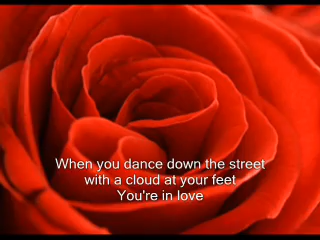 When you dance down the street
with a cloud at your feet
You're in love